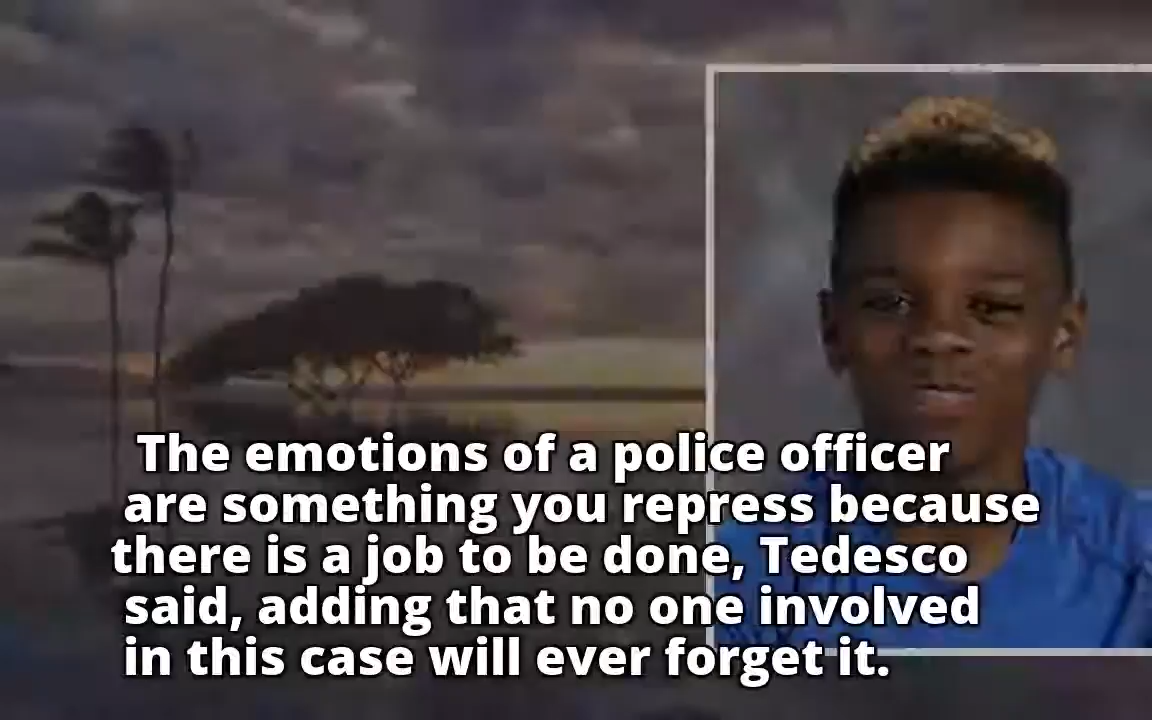 The emotions of a police officer
are something you repress because
there is a job to be done, Tedesco
said, adding that no one involved
in this case will ever forget it.